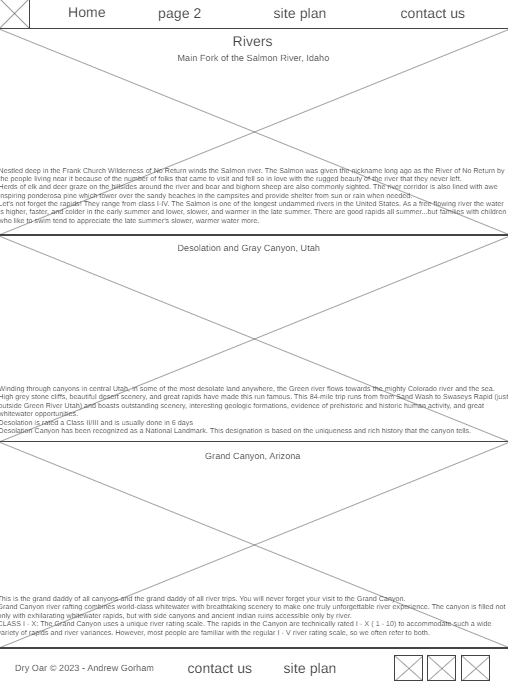 Home page 2 site plan contact us
Rivers
Main Fork of the Salmon River, Idaho
Nestled deep in the Frank Church Wilderness of No Return winds the Salmon river. The Salmon was given the nickname long ago as the River of No Return by
the people living near it because of the number of folks that came to visit and fell so in love with the rugged beauty of the river that they never left.
Herds of elk and deer graze on the hillsides around the river and bear and bighorn sheep are also commonly sighted. The river corridor is also lined with awe
inspiring ponderosa pine which tower over the sandy beaches in the campsites and provide shelter from sun or rain when needed.
Let's not forget the rapids! They range from class I-IV. The Salmon is one of the longest undammed rivers in the United States. As a free flowing river the water
is higher, faster, and colder in the early summer and lower, slower, and warmer in the late summer. There are good rapids all summer...but families with children
who like to swim tend to appreciate the late summer's slower, warmer water more.
Desolation and Gray Canyon, Utah
Winding through canyons in central Utah, in some of the most desolate land anywhere, the Green river flows towards the mighty Colorado river and the sea.
High grey stone cliffs, beautiful desert scenery, and great rapids have made this run famous. This 84-mile trip runs from from Sand Wash to Swaseys Rapid (just
outside Green River Utah) and boasts outstanding scenery, interesting geologic formations, evidence of prehistoric and historic human activity, and great
whitewater opportunities.
Desolation is rated a Class II/III and is usually done in 6 days
Desolation Canyon has been recognized as a National Landmark. This designation is based on the uniqueness and rich history that the canyon tells.
Grand Canyon, Arizona
This is the grand daddy of all canyons and the grand daddy of all river trips. You will never forget your visit to the Grand Canyon.
Grand Canyon river rafting combines world-class whitewater with breathtaking scenery to make one truly unforgettable river experience. The canyon is filled not
only with exhilarating whitewater rapids, but with side canyons and ancient indian ruins accessible only by river.
CLASS I - X: The Grand Canyon uses a unique river rating scale. The rapids in the Canyon are technically rated I - X ( 1 - 10) to accommodate such a wide
variety of rapids and river variances. However, most people are familiar with the regular I - V river rating scale, so we often refer to both.
Dry Oar © 2023 - Andrew Gorham contact us site plan